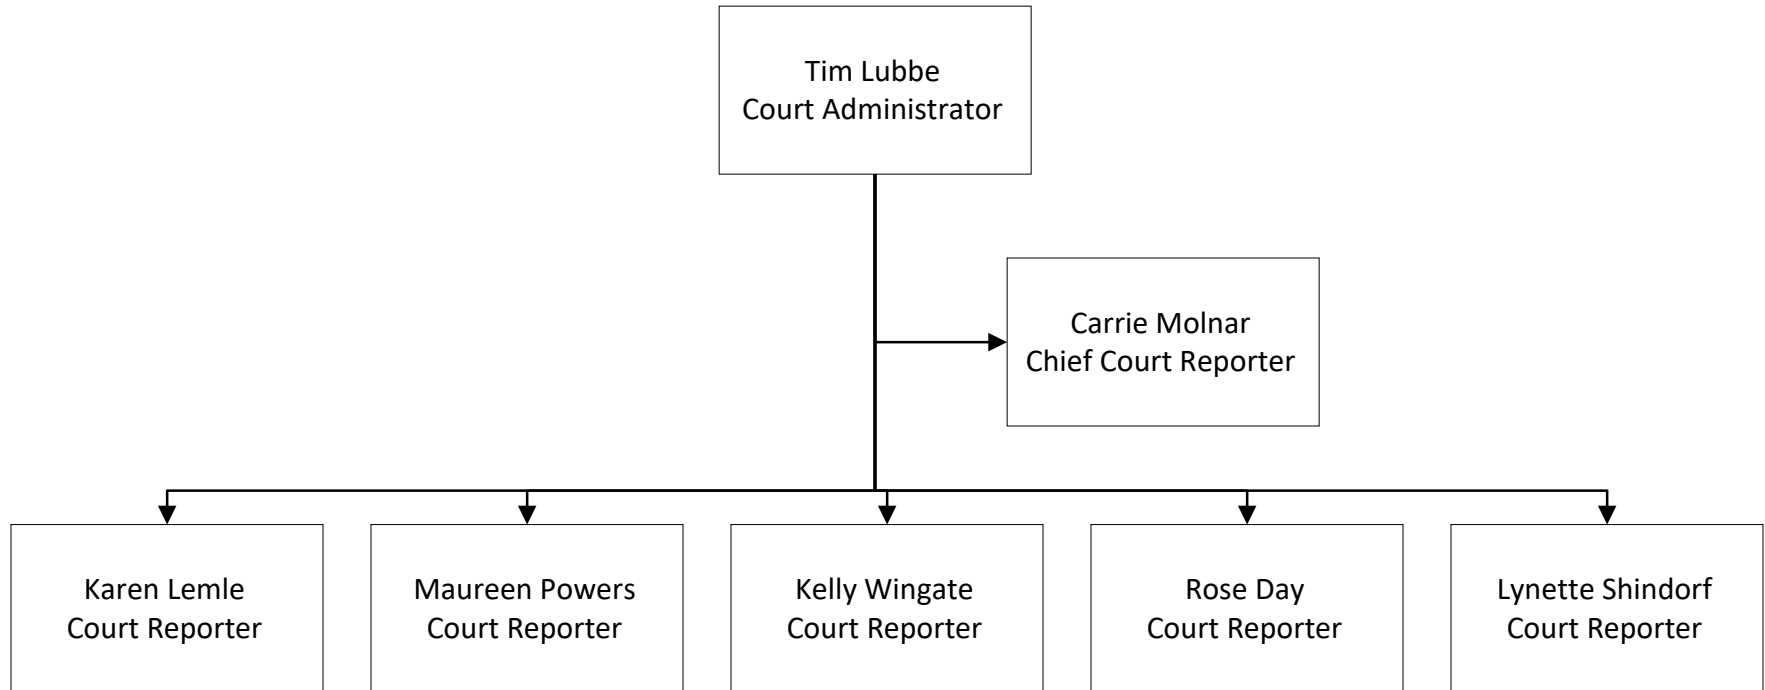 Tim Lubbe
Court Administrator
Carrie Molnar
Chief Court Reporter
Karen Lemle
Court Reporter
Maureen Powers
Court Reporter
Kelly Wingate
Court Reporter
Rose Day
Court Reporter
Lynette Shindorf
Court Reporter